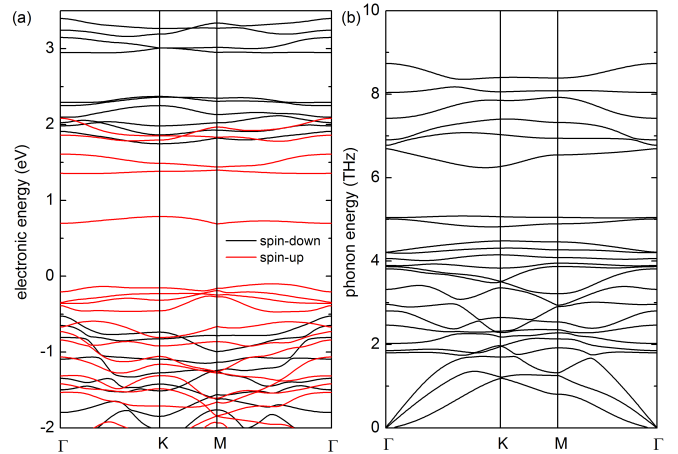 (a)
electronic energy (eV)
3
2
1
0
-1
-2
Γ
K
M
Γ
spin-down
spin-up
(b)
phonon energy (THz)
10
8
6
4
2
0
Γ
K
M
Γ